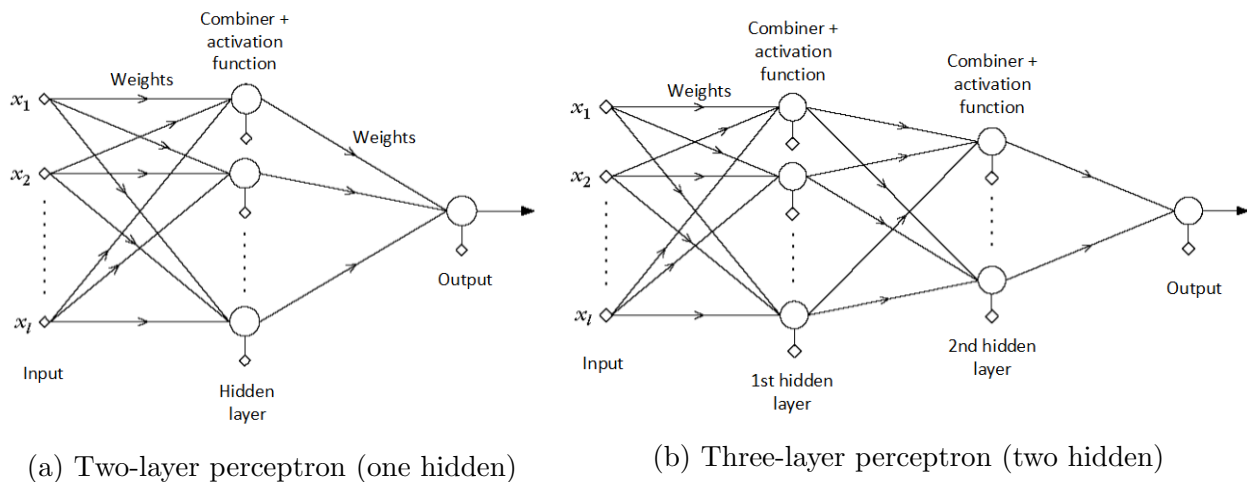 Combiner +
activation
function
Weights
x1
Weights
x2
xl
Output
Input
Hidden
layer
(a) Two-layer perceptron (one hidden)
Combiner +
activation
function
Combiner +
activation
function
Weights
x1
x2
xl
Output
Input
1st hidden
layer
2nd hidden
layer
(b) Three-layer perceptron (two hidden)